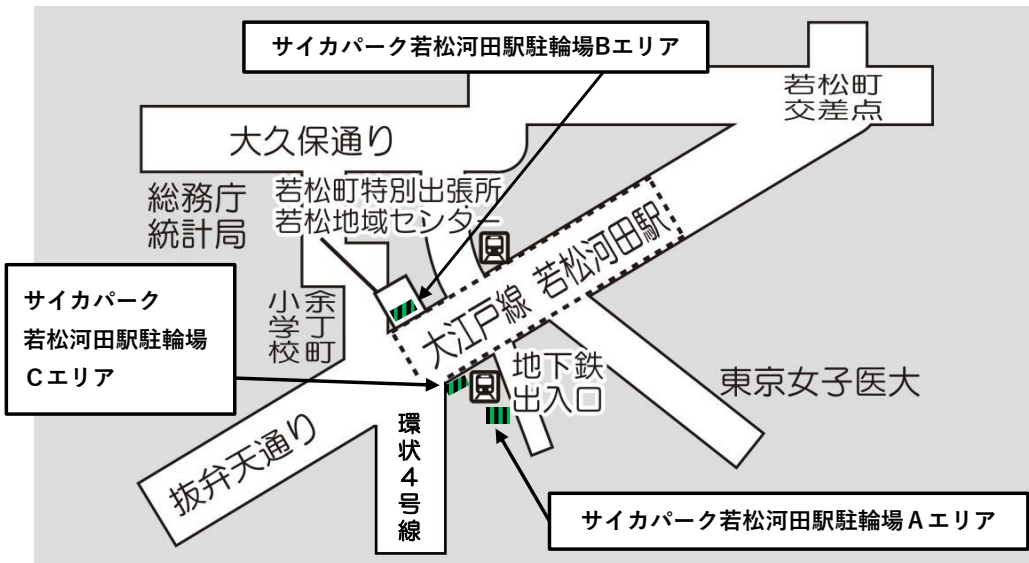 サイカパーク若松河田駅駐輪場Bエリア
若松町
交差点
大久保通り
総務庁
統計局
若松町特別出張所
若松地域センター
大江戸線 若松河田駅
サイカパーク
若松河田駅駐輪場
Cエリア
余丁町
小学校
地下鉄
出入口
東京女子医大
抜弁天通り
環状4号線
サイカパーク若松河田駅駐輪場Aエリア